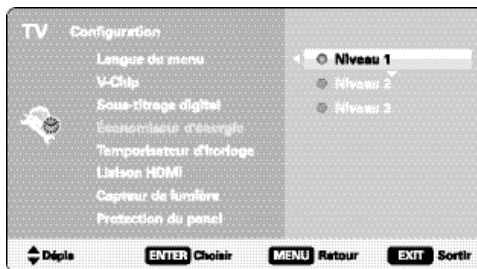 TV Configuration
Langue du menu
V-Chip
Sous-titrage digital
Économiseur d'énergie
Temporisateur d'horloge
Liaison HDMI
Capteur de lumière
Protection du panel
Niveau 1
Niveau 2
Niveau 3
Dépla ENTER Choisir MENU Retour EXIT Sortir